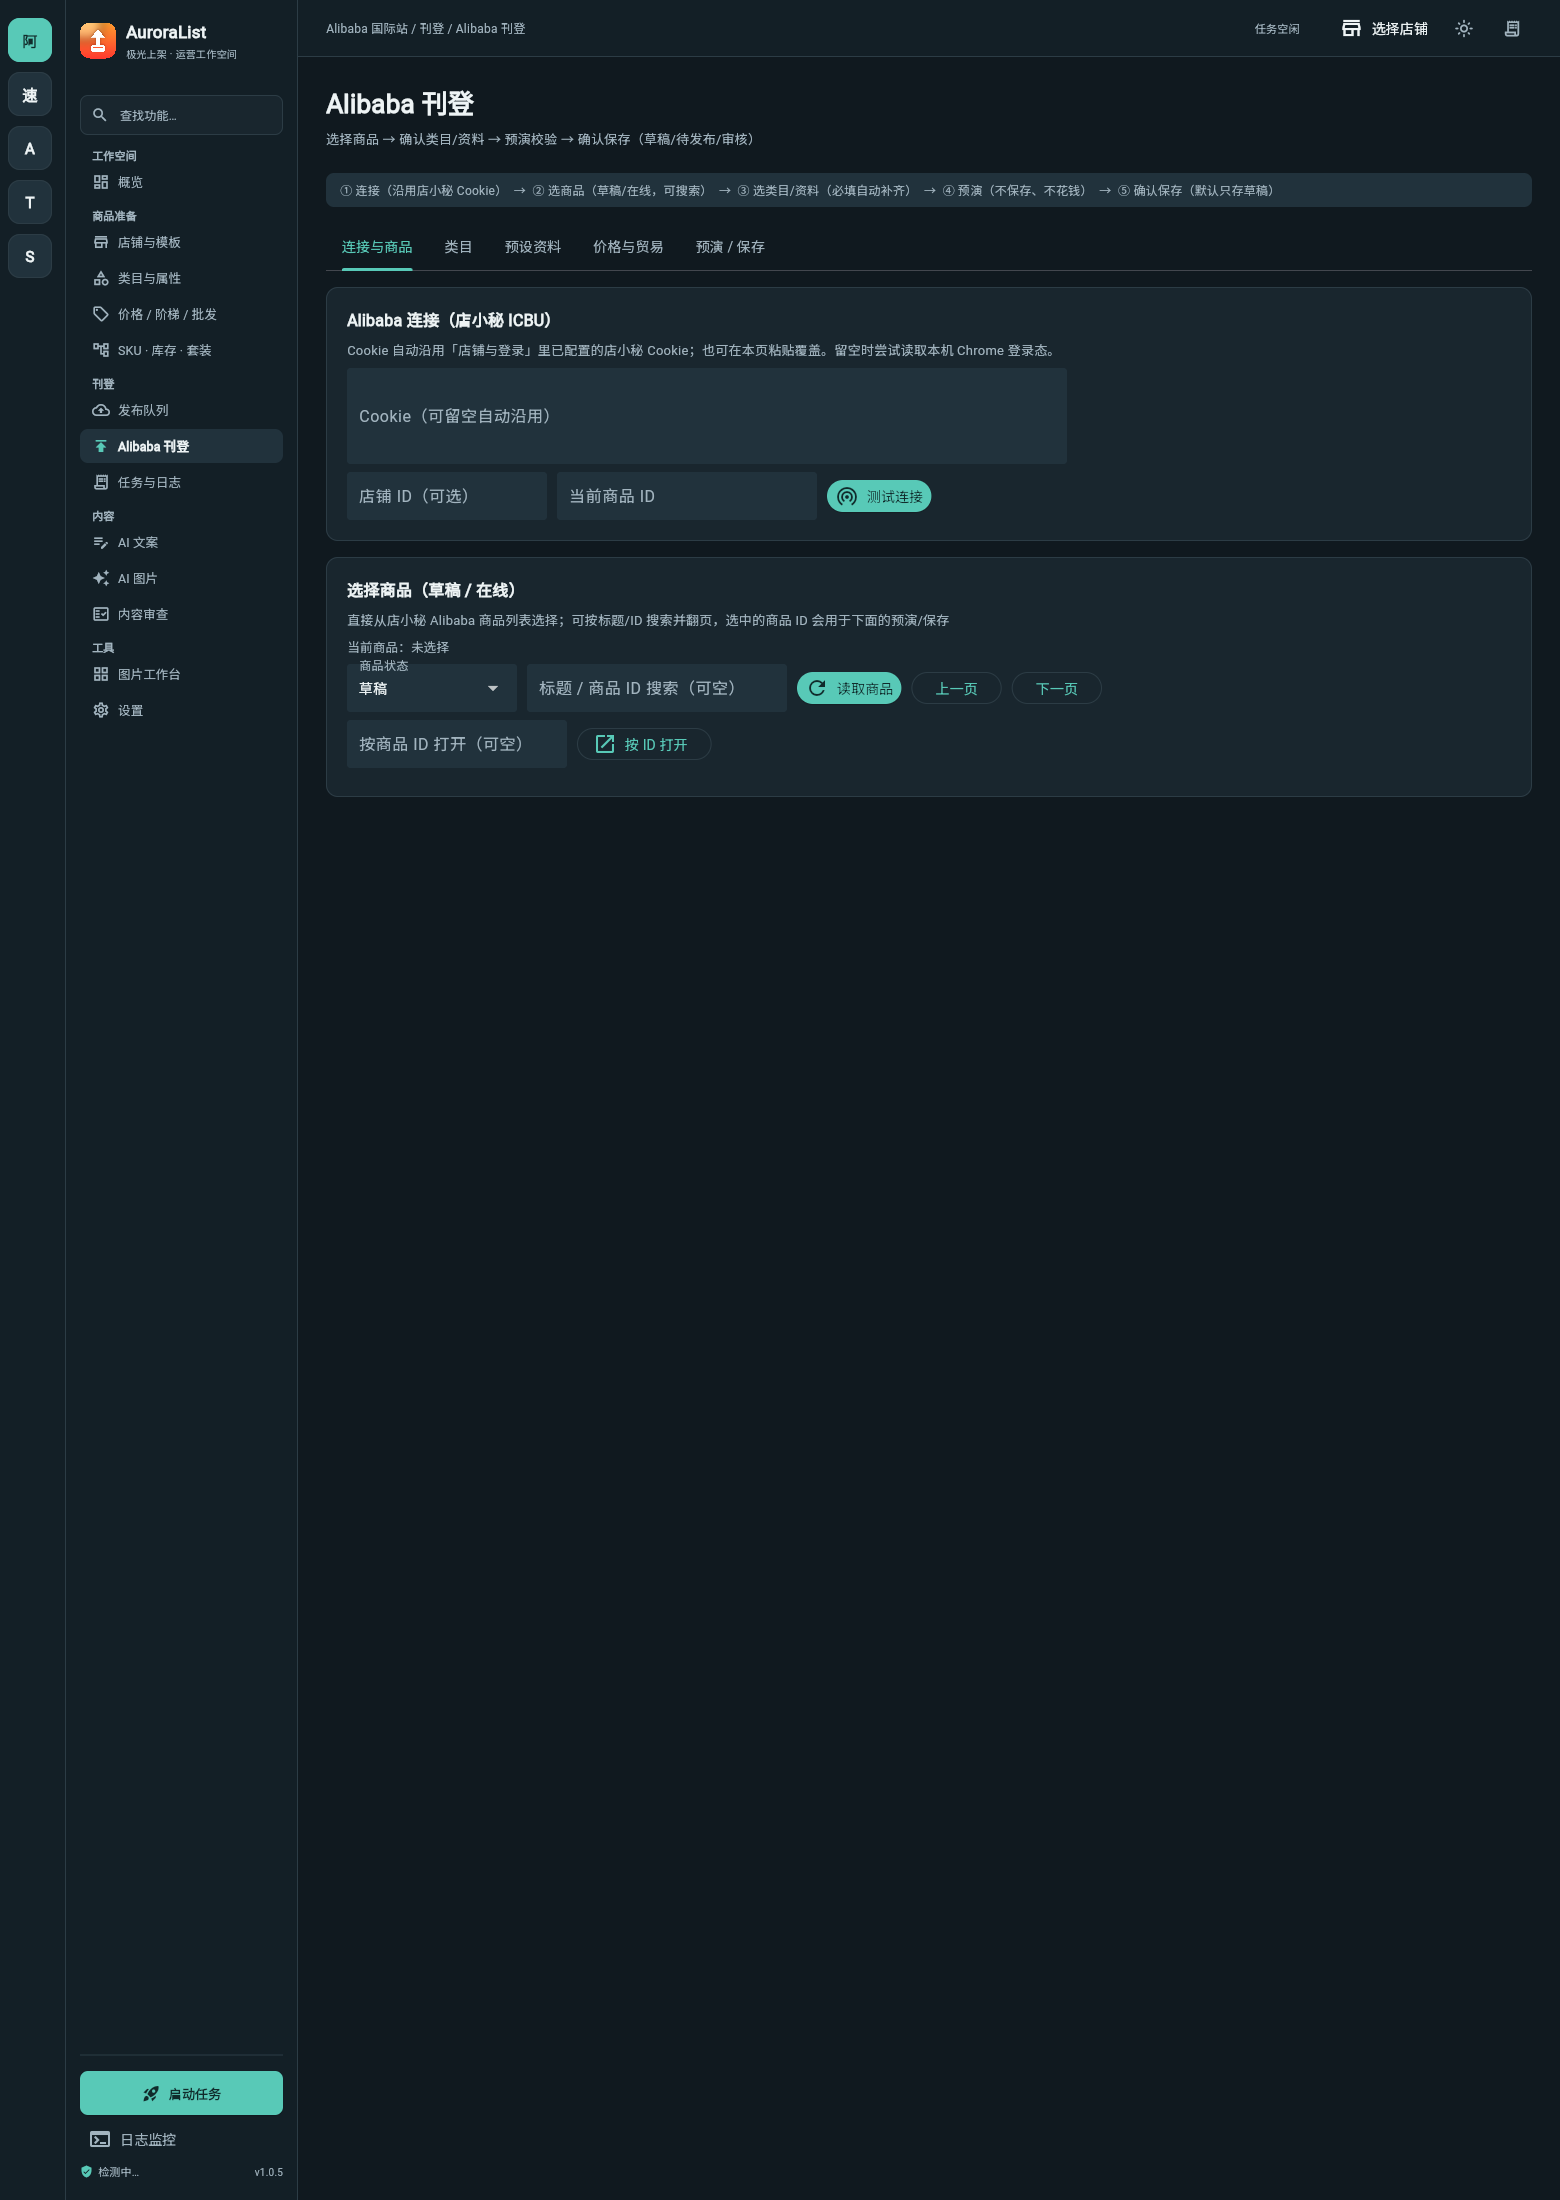 阿
速
A
T
S
AuroraList
极光上架 · 运营工作空间
查找功能...
工作空间
概览
商品准备
店铺与模板
类目与属性
价格 / 阶梯 / 批发
SKU · 库存 · 套装
刊登
发布队列
Alibaba 刊登
任务与日志
内容
AI 文案
AI 图片
内容审查
工具
图片工作台
设置
启动任务
日志监控
检测中... v1.0.5
Alibaba 国际站 / 刊登 / Alibaba 刊登
任务空闲 选择店铺
Alibaba 刊登
选择商品 → 确认类目/资料 → 预演校验 → 确认保存（草稿/待发布/审核）
① 连接（沿用店小秘 Cookie） → ② 选商品（草稿/在线，可搜索） → ③ 选类目/资料（必填自动补齐） → ④ 预演（不保存、不花钱） → ⑤ 确认保存（默认只存草稿）
连接与商品 类目 预设资料 价格与贸易 预演 / 保存
Alibaba 连接（店小秘 ICBU）
Cookie 自动沿用「店铺与登录」里已配置的店小秘 Cookie；也可在本页粘贴覆盖。留空时尝试读取本机 Chrome 登录态。
Cookie（可留空自动沿用）
店铺 ID（可选） 当前商品 ID 测试连接
选择商品（草稿 / 在线）
直接从店小秘 Alibaba 商品列表选择；可按标题/ID 搜索并翻页，选中的商品 ID 会用于下面的预演/保存
当前商品：未选择
商品状态
草稿 标题 / 商品 ID 搜索（可空） 读取商品 上一页 下一页
按商品 ID 打开（可空） 按 ID 打开